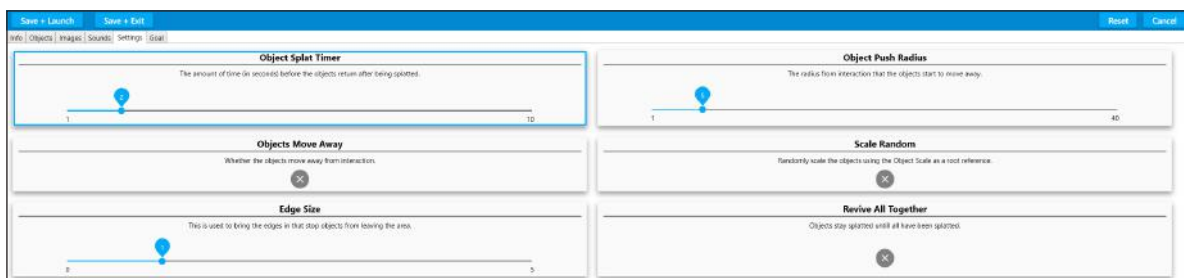 Save + Launch Save + Exit Reset Cancel
Info Objects Images Sounds Settings Goal
Object Splat Timer
The amount of time (in seconds) before the objects return after being splatted.
2
1 10
Object Push Radius
The radius from interaction that the objects start to move away.
5
1 40
Objects Move Away
Whether the objects move away from interaction.
Scale Random
Randomly scale the objects using the Object Scale as a root reference.
Edge Size
This is used to bring the edges in that stop objects from leaving the area.
1
0 5
Revive All Together
Objects stay splatted untill all have been splatted.